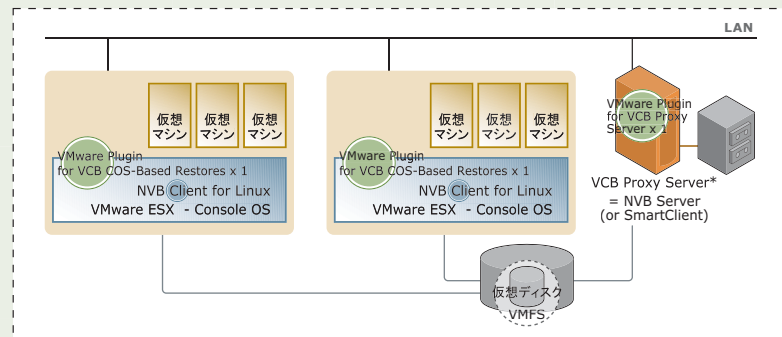 LAN
仮想
マシン
仮想
マシン
仮想
マシン
VMware Plugin
for VCB COS-Based Restores x 1
NVB Client for Linux
VMware ESX - Console OS
仮想
マシン
仮想
マシン
仮想
マシン
VMware Plugin
for VCB COS-Based Restores x 1
NVB Client for Linux
VMware ESX - Console OS
VMware Plugin
for VCB Proxy
Server x 1
VCB Proxy Server*
= NVB Server
(or SmartClient)
仮想ディスク
VMFS